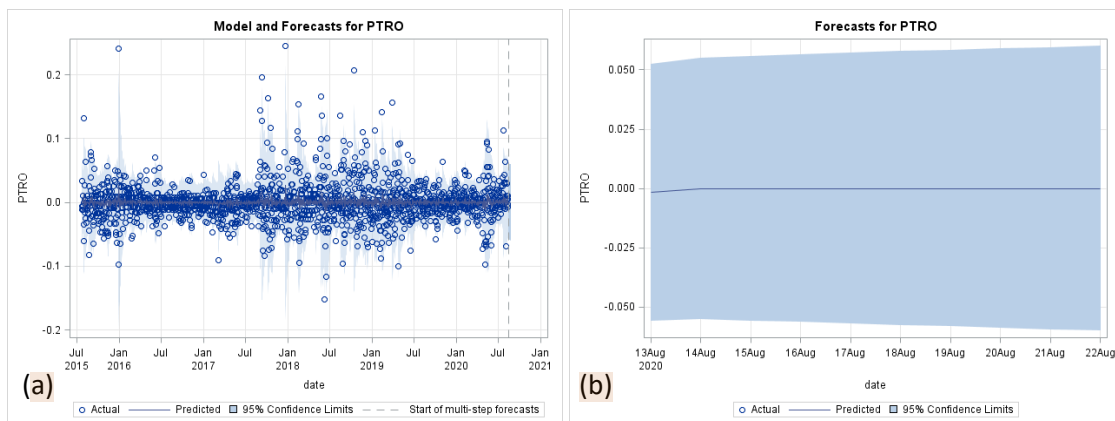 Model and Forecasts for PTRO
0.2
0.1
0.0
-0.1
-0.2
PTRO
Jul Jan Jul Jan Jul Jan Jul Jan Jul Jan Jul Jan
2015 2016 2017 2018 2019 2020 2021
date
(a)
Actual Predicted 95% Confidence Limits Start of multi-step forecasts
Forecasts for PTRO
0.050
0.025
0.000
-0.025
-0.050
PTRO
13Aug 14Aug 15Aug 16Aug 17Aug 18Aug 19Aug 20Aug 21Aug 22Aug
2020
date
(b)
Actual Predicted 95% Confidence Limits